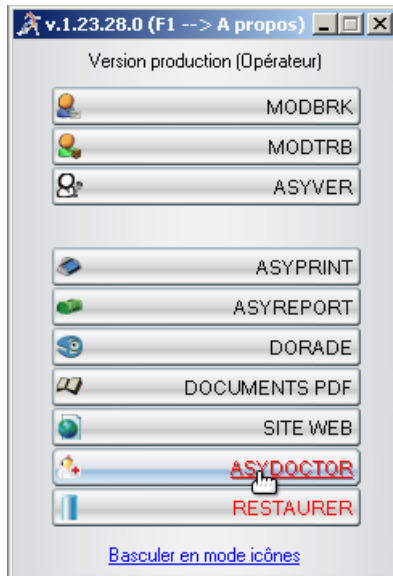 v.1.23.28.0 (F1 --> A propos)
Version production (Opérateur)
MODBRK
MODTRB
ASYVER
ASYPRINT
ASYREPORT
DORADE
DOCUMENTS PDF
SITE WEB
ASYDOCTOR
RESTAURER
Basculer en mode icônes